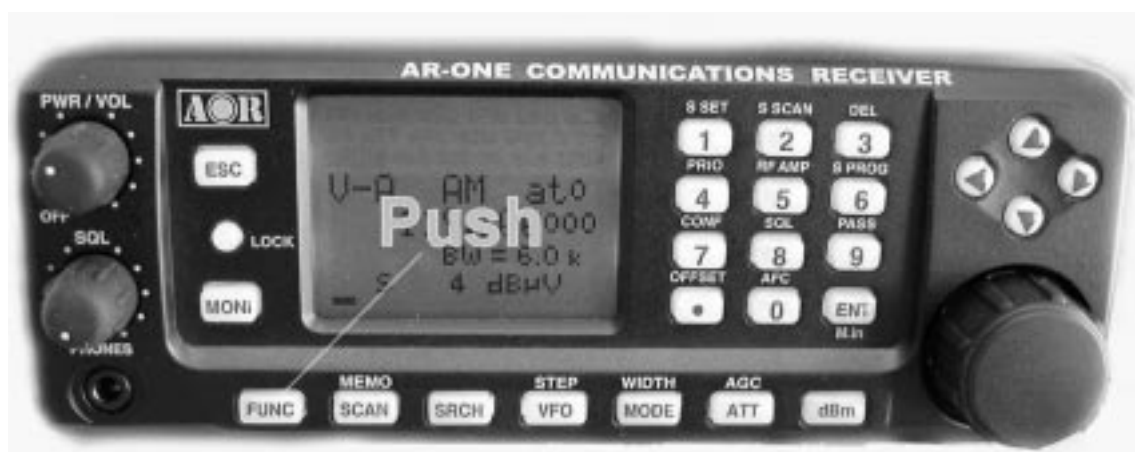 AR-ONE COMMUNICATIONS RECEIVER
PWR / VOL
AOR
OFF
SQL
PHONES
ESC
LOCK
MONi
V-A AM ato
Push
000
BW = 6.0 k
S 4 dBµV
S SET S SCAN DEL
1 2 3
PRIO RF AMP S PROG
4 5 6
CONF SQL PASS
7 8 9
OFFSET AFC
• 0 ENT
M.in
MEMO STEP WIDTH AGC
FUNC SCAN SRCH VFO MODE ATT dBm